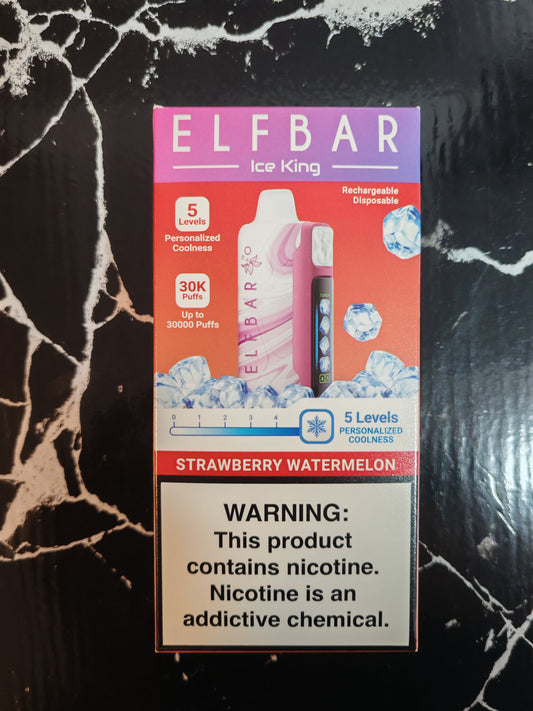 ELFBAR
Ice King
Rechargeable
Disposable
5
Levels
Personalized
Coolness
30K
Puffs
Up to
30000 Puffs
ELFBAR
0 1 2 3 4
5 Levels
PERSONALIZED
COOLNESS
STRAWBERRY WATERMELON
WARNING:
This product
contains nicotine.
Nicotine is an
addictive chemical.